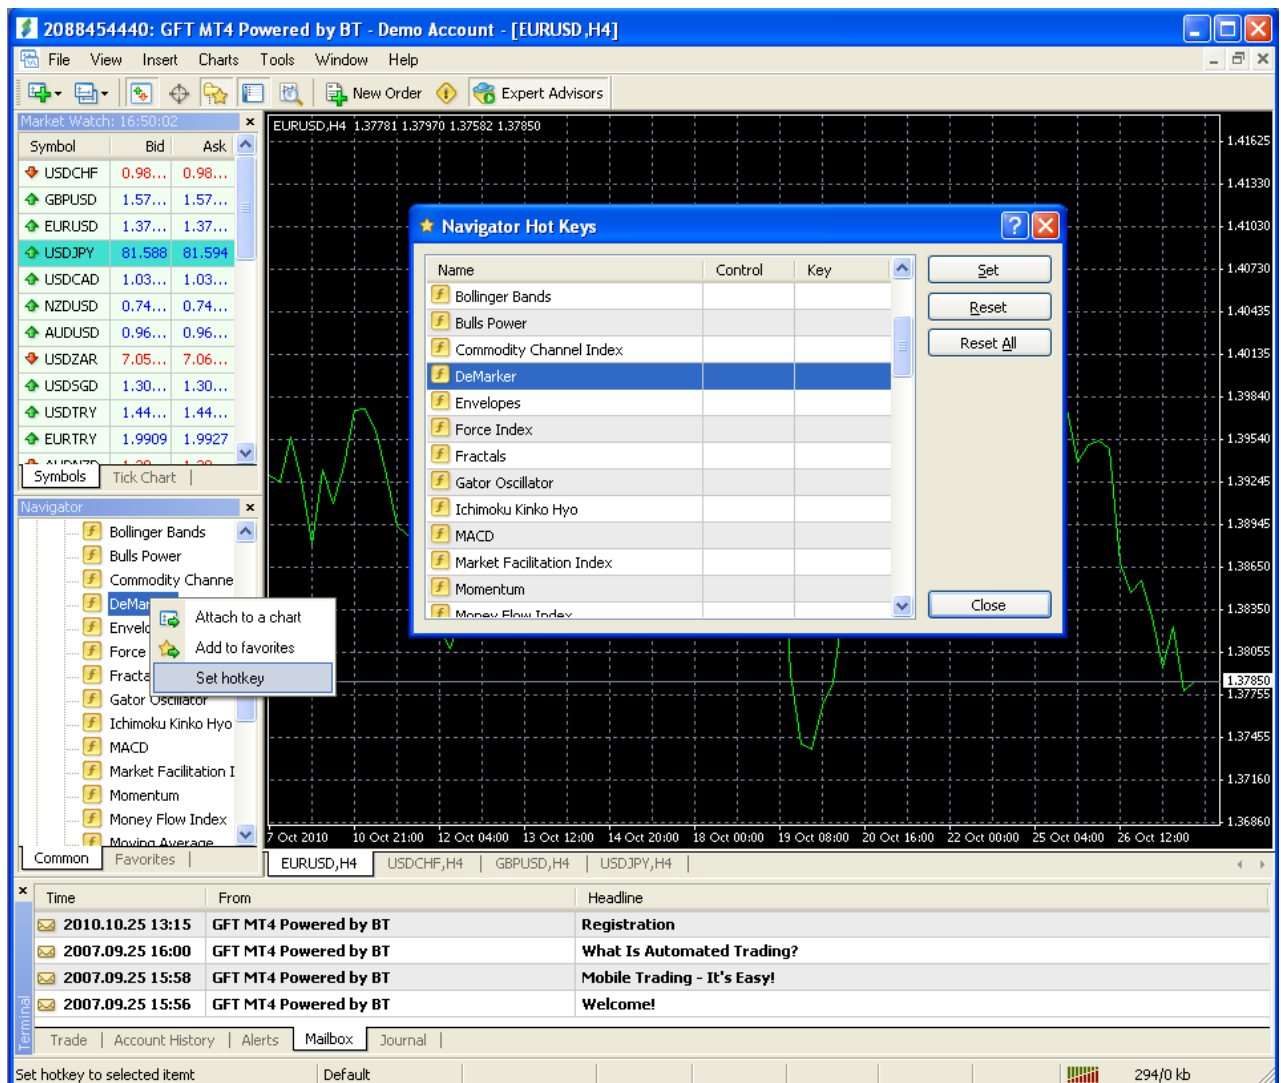 2088454440: GFT MT4 Powered by BT - Demo Account - [EURUSD,H4]
File View Insert Charts Tools Window Help
New Order Expert Advisors
Market Watch: 16:50:02
Symbol Bid Ask
USDCHF 0.98... 0.98...
GBPUSD 1.57... 1.57...
EURUSD 1.37... 1.37...
USDJPY 81.588 81.594
USDCAD 1.03... 1.03...
NZDUSD 0.74... 0.74...
AUDUSD 0.96... 0.96...
USDZAR 7.05... 7.06...
USDSGD 1.30... 1.30...
USDTRY 1.44... 1.44...
EURTRY 1.9909 1.9927
Symbols Tick Chart
Navigator
Bollinger Bands
Bulls Power
Commodity Channe
DeMar
Envelo
Force
Fracta
Gator Oscillator
Ichimoku Kinko Hyo
MACD
Market Facilitation I
Momentum
Money Flow Index
Moving Average
Common Favorites
Attach to a chart
Add to favorites
Set hotkey
EURUSD,H4 1.37781 1.37970 1.37582 1.37850
Navigator Hot Keys
Name Control Key
Bollinger Bands
Bulls Power
Commodity Channel Index
DeMarker
Envelopes
Force Index
Fractals
Gator Oscillator
Ichimoku Kinko Hyo
MACD
Market Facilitation Index
Momentum
Money Flow Index
Set
Reset
Reset All
Close
1.41625
1.41330
1.41030
1.40730
1.40435
1.40135
1.39840
1.39540
1.39245
1.38945
1.38650
1.38350
1.38055
1.37850
1.37755
1.37455
1.37160
1.36860
7 Oct 2010 10 Oct 21:00 12 Oct 04:00 13 Oct 12:00 14 Oct 20:00 18 Oct 00:00 19 Oct 08:00 20 Oct 16:00 22 Oct 00:00 25 Oct 04:00 26 Oct 12:00
EURUSD,H4 USDCHF,H4 GBPUSD,H4 USDJPY,H4
Time From Headline
2010.10.25 13:15 GFT MT4 Powered by BT Registration
2007.09.25 16:00 GFT MT4 Powered by BT What Is Automated Trading?
2007.09.25 15:58 GFT MT4 Powered by BT Mobile Trading - It's Easy!
2007.09.25 15:56 GFT MT4 Powered by BT Welcome!
Terminal
Trade Account History Alerts Mailbox Journal
Set hotkey to selected itemt Default 294/0 kb